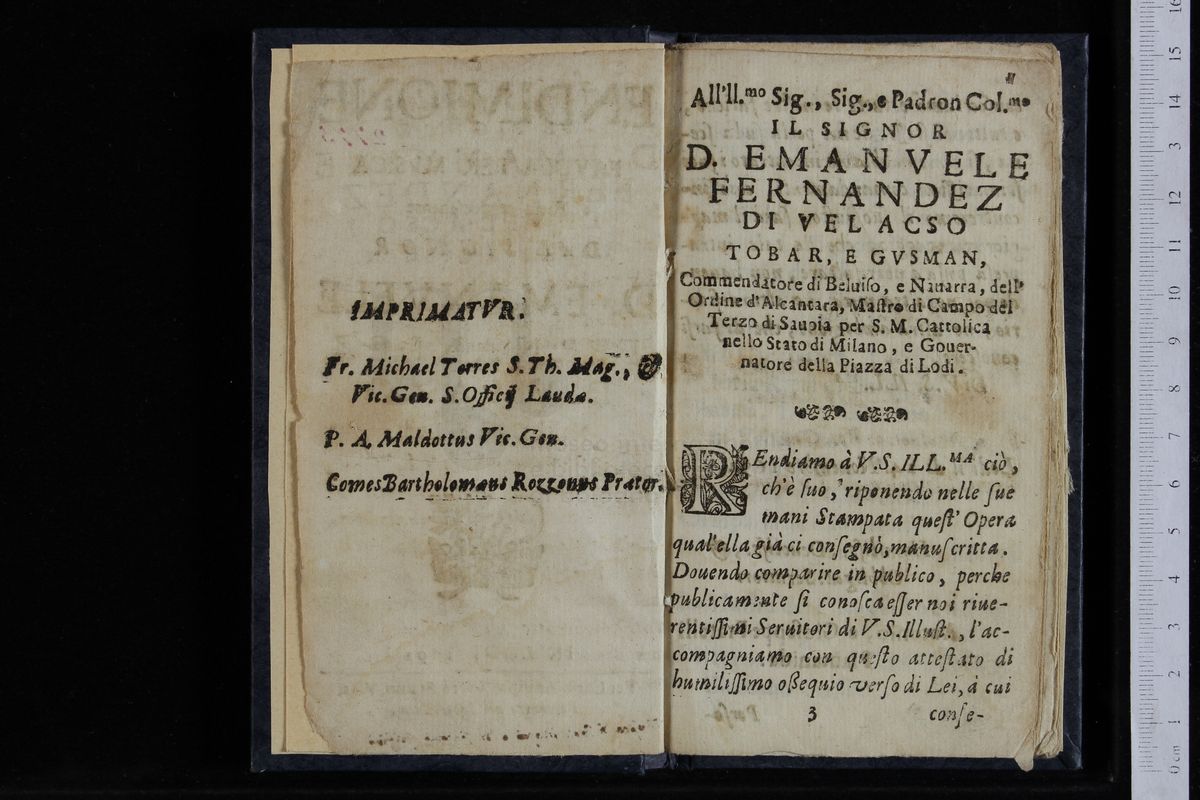 IMPRIMATVR.
Fr. Michael Torres S. Th. Mag., &
Vic. Gen. S. Officij Laudæ.
P. A. Maldottus Vic. Gen.
Comes Bartholomæus Rozzonus Prætor.
All'Ill.mo Sig., Sig., e Padron Col.mo
IL SIGNOR
D. EMANVELE
FERNANDEZ
DI VELACSO
TOBAR, E GVSMAN,
Commendatore di Beluiſo, e Nauarra, dell'
Ordine d'Alcantara, Maſtro di Campo del
Terzo di Sauoia per S. M. Cattolica
nello Stato di Milano, e Gouer-
natore della Piazza di Lodi.
REndiamo à V.S. ILL.MA ciò,
ch'è ſuo, riponendo nelle ſue
mani Stampata queſt' Opera
qual'ella già ci conſegnò, manuſcritta.
Douendo comparire in publico, perche
publicamente ſi conoſca eſſer noi riue-
rentiſſimi Seruitori di V.S. Illuſt., l'ac-
compagniamo con queſto atteſtato di
humiliſſimo oßequio verſo di Lei, à cui
3
conſe-